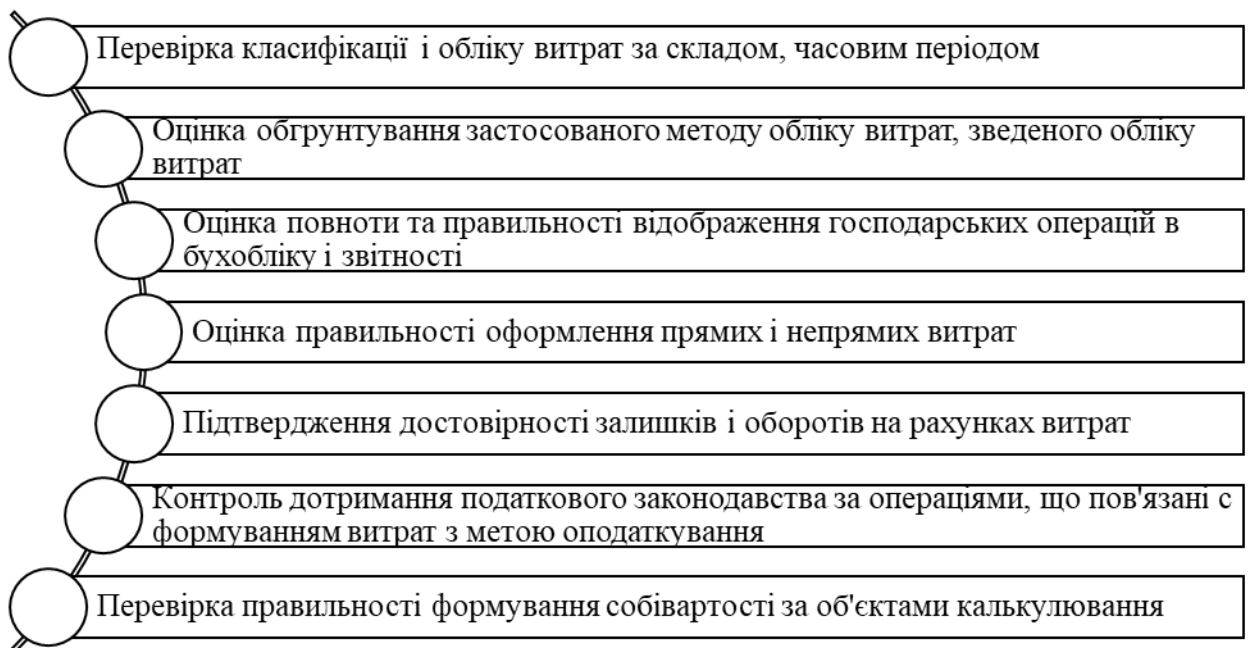 Перевірка класифікації і обліку витрат за складом, часовим періодом
Оцінка обгрунтування застосованого методу обліку витрат, зведеного обліку
витрат
Оцінка повноти та правильності відображення господарських операцій в
бухобліку і звітності
Оцінка правильності оформлення прямих і непрямих витрат
Підтвердження достовірності залишків і оборотів на рахунках витрат
Контроль дотримання податкового законодавства за операціями, що пов'язані с
формуванням витрат з метою оподаткування
Перевірка правильності формування собівартості за об'єктами калькулювання